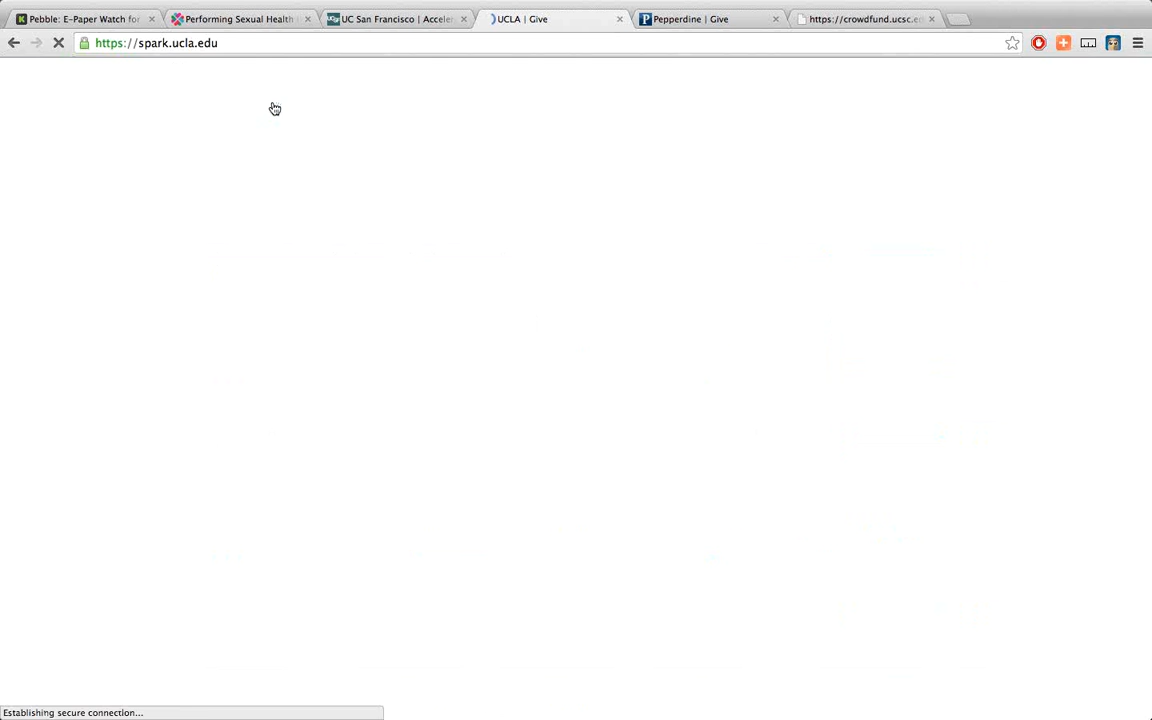 Pebble: E-Paper Watch for
Performing Sexual Health
UC San Francisco | Acceler
UCLA | Give
Pepperdine | Give
https://crowdfund.ucsc.e
https://spark.ucla.edu
Establishing secure connection...